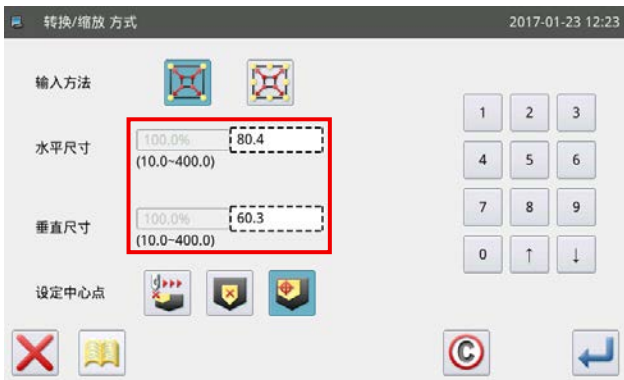 转换/缩放 方式 2017-01-23 12:23
输入方法
1 2 3
水平尺寸 100.0% 80.4
(10.0~400.0)
4 5 6
垂直尺寸 100.0% 60.3
(10.0~400.0)
7 8 9
0 ↑ ↓
设定中心点
C